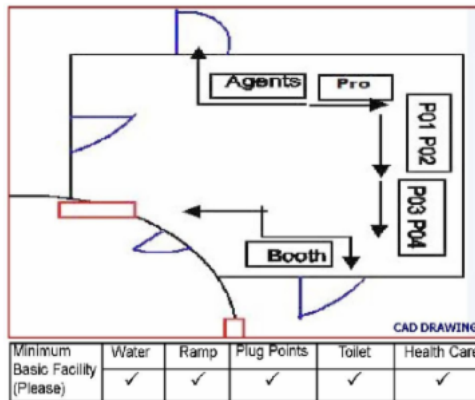 Agents
Pro
P01 P02
P03 P04
Booth
CAD DRAWING
Minimum Basic Facility (Please)
Water
Ramp
Plug Points
Toilet
Health Care
✓ ✓ ✓ ✓ ✓